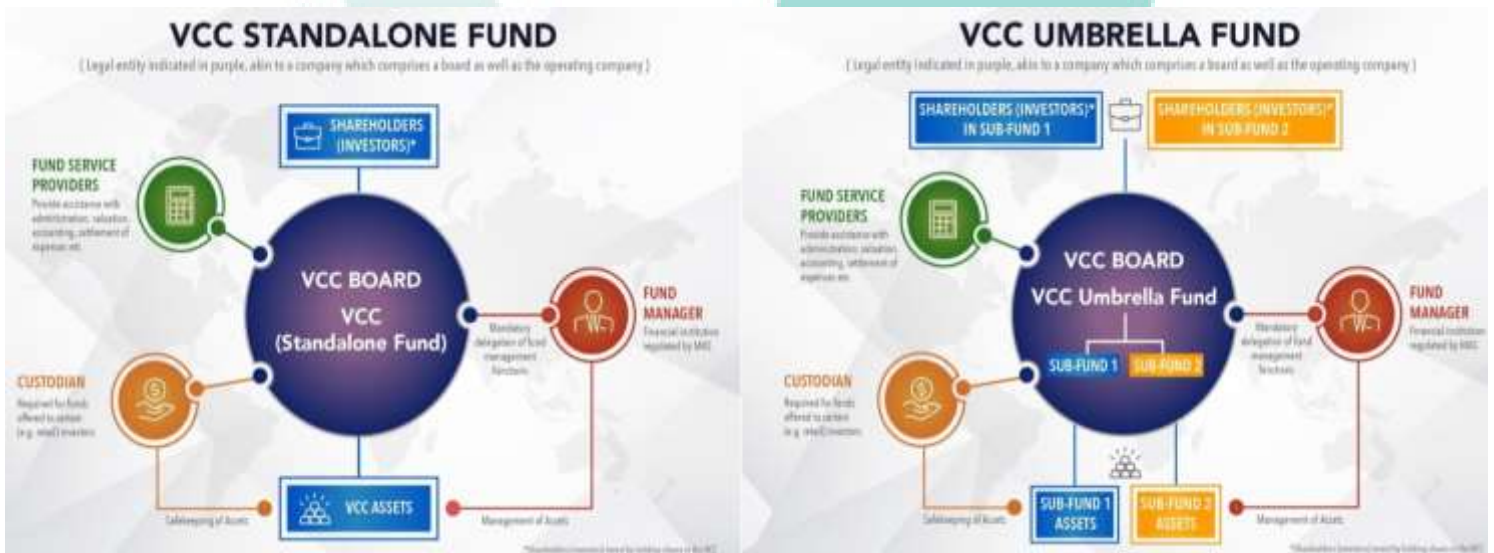 VCC STANDALONE FUND
( Legal entity indicated in purple, akin to a company which comprises a board as well as the operating company )
SHAREHOLDERS
(INVESTORS)*
FUND SERVICE
PROVIDERS
Provide assistance with
administration, valuation,
accounting, settlement of
expenses etc
VCC BOARD
VCC
(Standalone Fund)
FUND
MANAGER
Financial institution
regulated by MAS
Mandatory
delegation of fund
management
functions
CUSTODIAN
Required for funds
offered to certain
(e.g. retail) investors
VCC ASSETS
Safekeeping of Assets
Management of Assets
VCC UMBRELLA FUND
( Legal entity indicated in purple, akin to a company which comprises a board as well as the operating company )
SHAREHOLDERS (INVESTORS)*
IN SUB-FUND 1
SHAREHOLDERS (INVESTORS)*
IN SUB-FUND 2
FUND SERVICE
PROVIDERS
Provide assistance with
administration, valuation,
accounting, settlement of
expenses etc
VCC BOARD
VCC Umbrella Fund
SUB-FUND 1
SUB-FUND 2
FUND
MANAGER
Financial institution
regulated by MAS
Mandatory
delegation of fund
management
functions
CUSTODIAN
Required for funds
offered to certain
(e.g. retail) investors
SUB-FUND 1
ASSETS
SUB-FUND 2
ASSETS
Safekeeping of Assets
Management of Assets